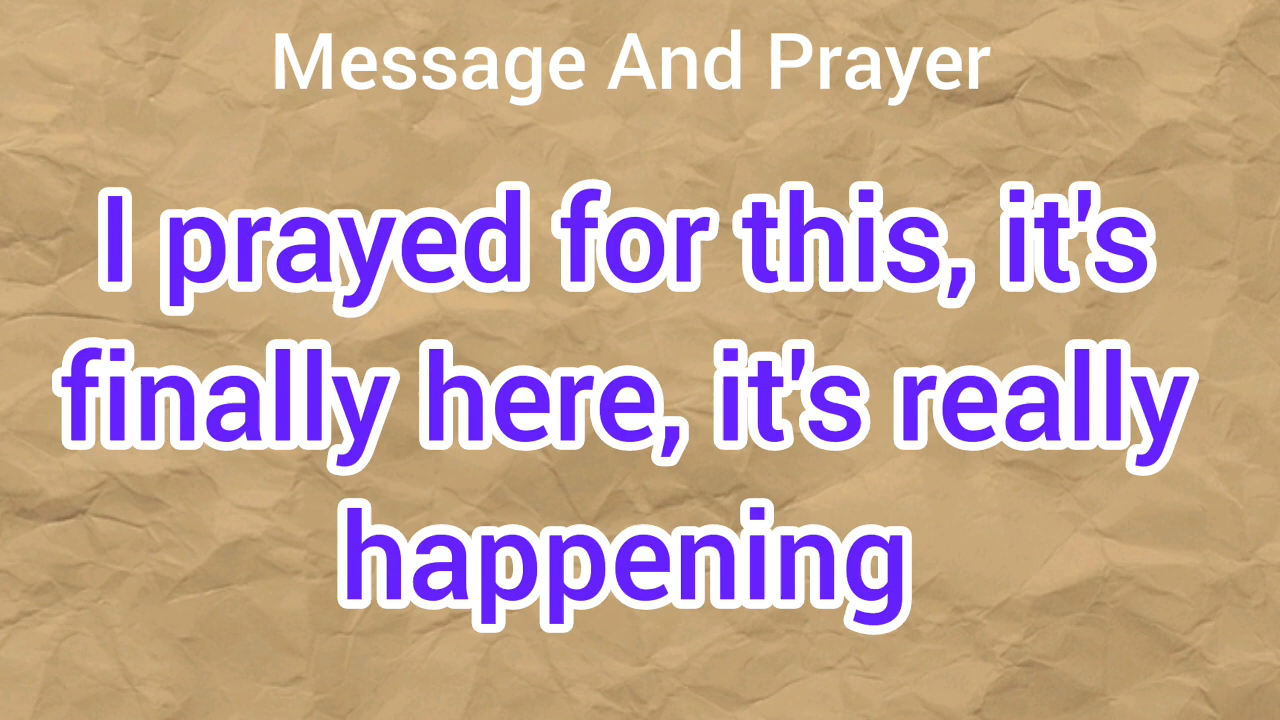 Message And Prayer
I prayed for this, it's
finally here, it's really
happening